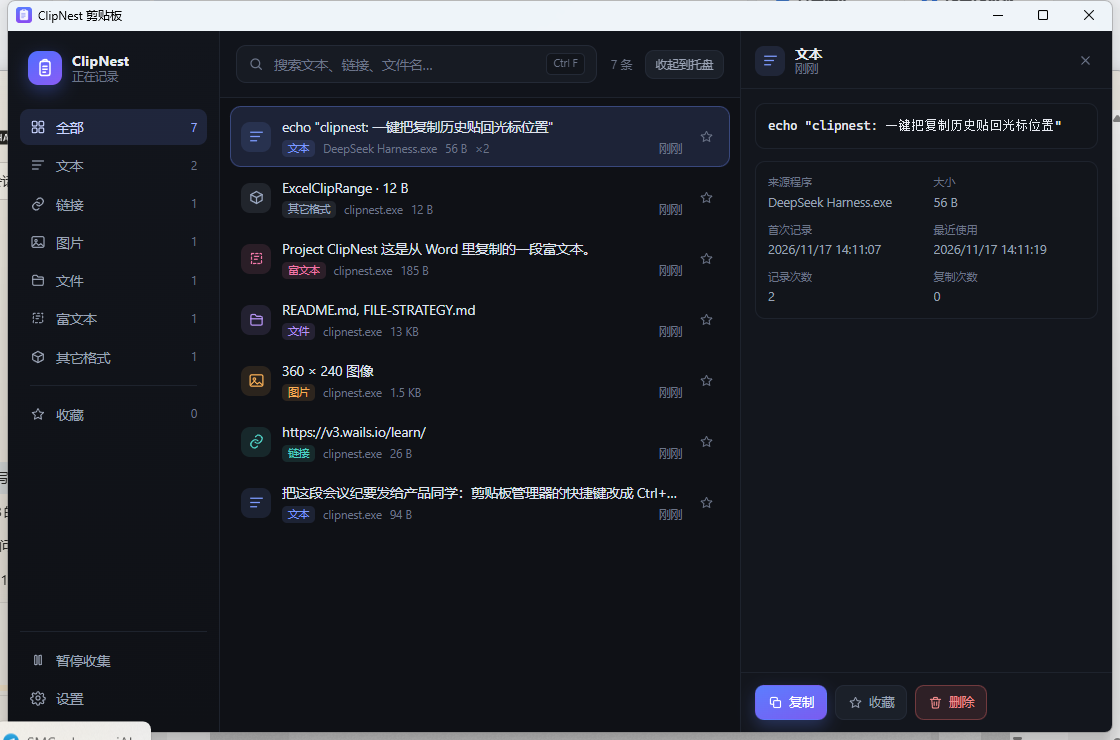 ClipNest 剪贴板
ClipNest
正在记录
全部 7
文本 2
链接 1
图片 1
文件 1
富文本 1
其它格式 1
收藏 0
暂停收集
设置
搜索文本、链接、文件名... Ctrl F 7 条 收起到托盘
echo "clipnest: 一键把复制历史贴回光标位置"
文本 DeepSeek Harness.exe 56 B ×2 刚刚
ExcelClipRange · 12 B
其它格式 clipnest.exe 12 B 刚刚
Project ClipNest 这是从 Word 里复制的一段富文本。
富文本 clipnest.exe 185 B 刚刚
README.md, FILE-STRATEGY.md
文件 clipnest.exe 13 KB 刚刚
360 × 240 图像
图片 clipnest.exe 1.5 KB 刚刚
https://v3.wails.io/learn/
链接 clipnest.exe 26 B 刚刚
把这段会议纪要发给产品同学：剪贴板管理器的快捷键改成 Ctrl+...
文本 clipnest.exe 94 B 刚刚
文本
刚刚
echo "clipnest: 一键把复制历史贴回光标位置"
来源程序 大小
DeepSeek Harness.exe 56 B
首次记录 最近使用
2026/11/17 14:11:07 2026/11/17 14:11:19
记录次数 复制次数
2 0
复制 收藏 删除